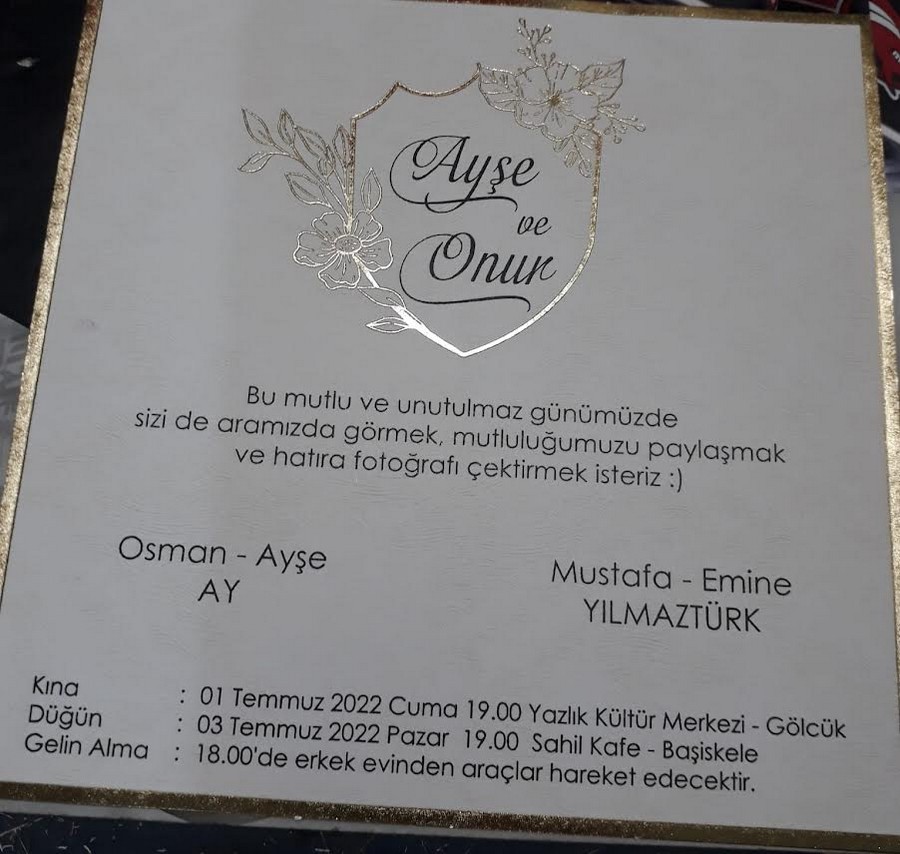 Ayşe
ve
Onur
Bu mutlu ve unutulmaz günümüzde
sizi de aramızda görmek, mutluluğumuzu paylaşmak
ve hatıra fotoğrafı çektirmek isteriz :)
Osman - Ayşe
AY
Mustafa - Emine
YILMAZTÜRK
Kına : 01 Temmuz 2022 Cuma 19.00 Yazlık Kültür Merkezi - Gölcük
Düğün : 03 Temmuz 2022 Pazar 19.00 Sahil Kafe - Başiskele
Gelin Alma : 18.00'de erkek evinden araçlar hareket edecektir.